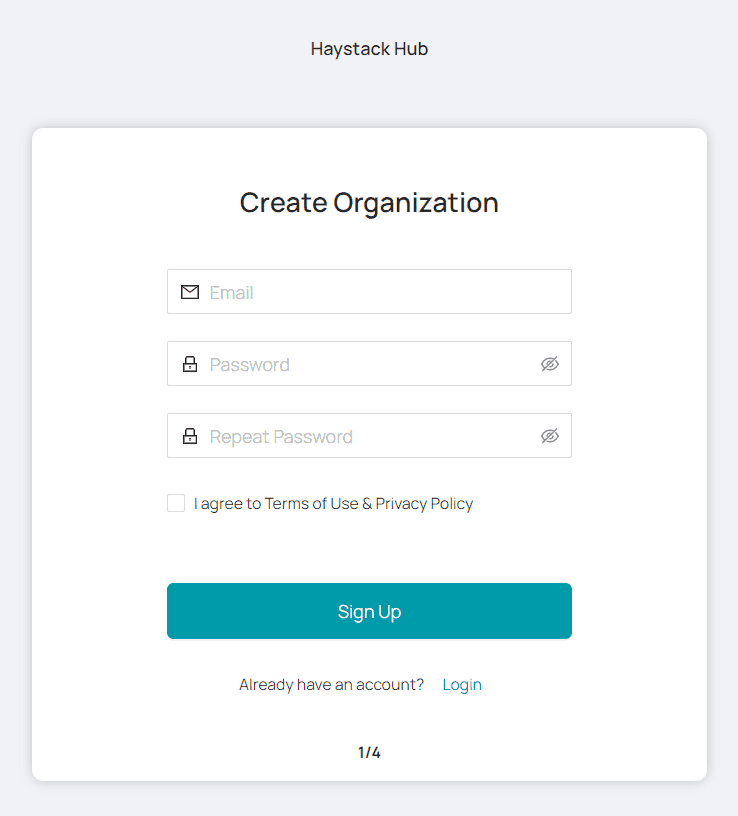 Haystack Hub
Create Organization
Email
Password
Repeat Password
I agree to Terms of Use & Privacy Policy
Sign Up
Already have an account? Login
1/4